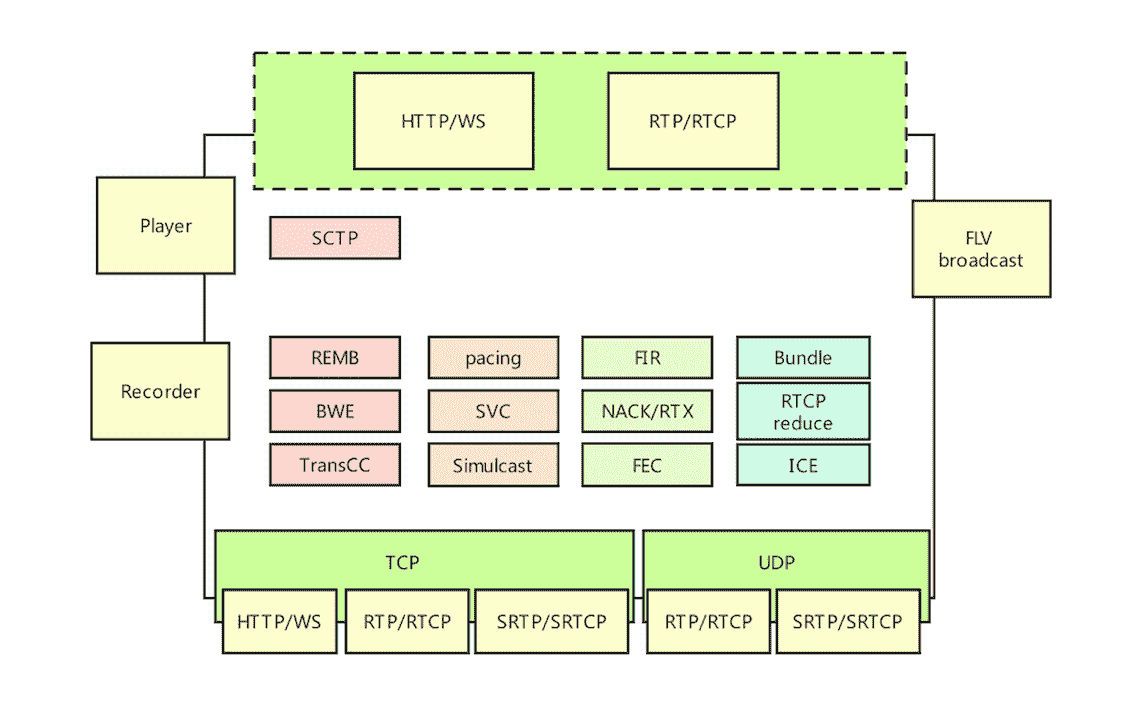 HTTP/WS
RTP/RTCP
Player
SCTP
FLV
broadcast
Recorder
REMB
pacing
FIR
Bundle
BWE
SVC
NACK/RTX
RTCP
reduce
TransCC
Simulcast
FEC
ICE
TCP
UDP
HTTP/WS
RTP/RTCP
SRTP/SRTCP
RTP/RTCP
SRTP/SRTCP